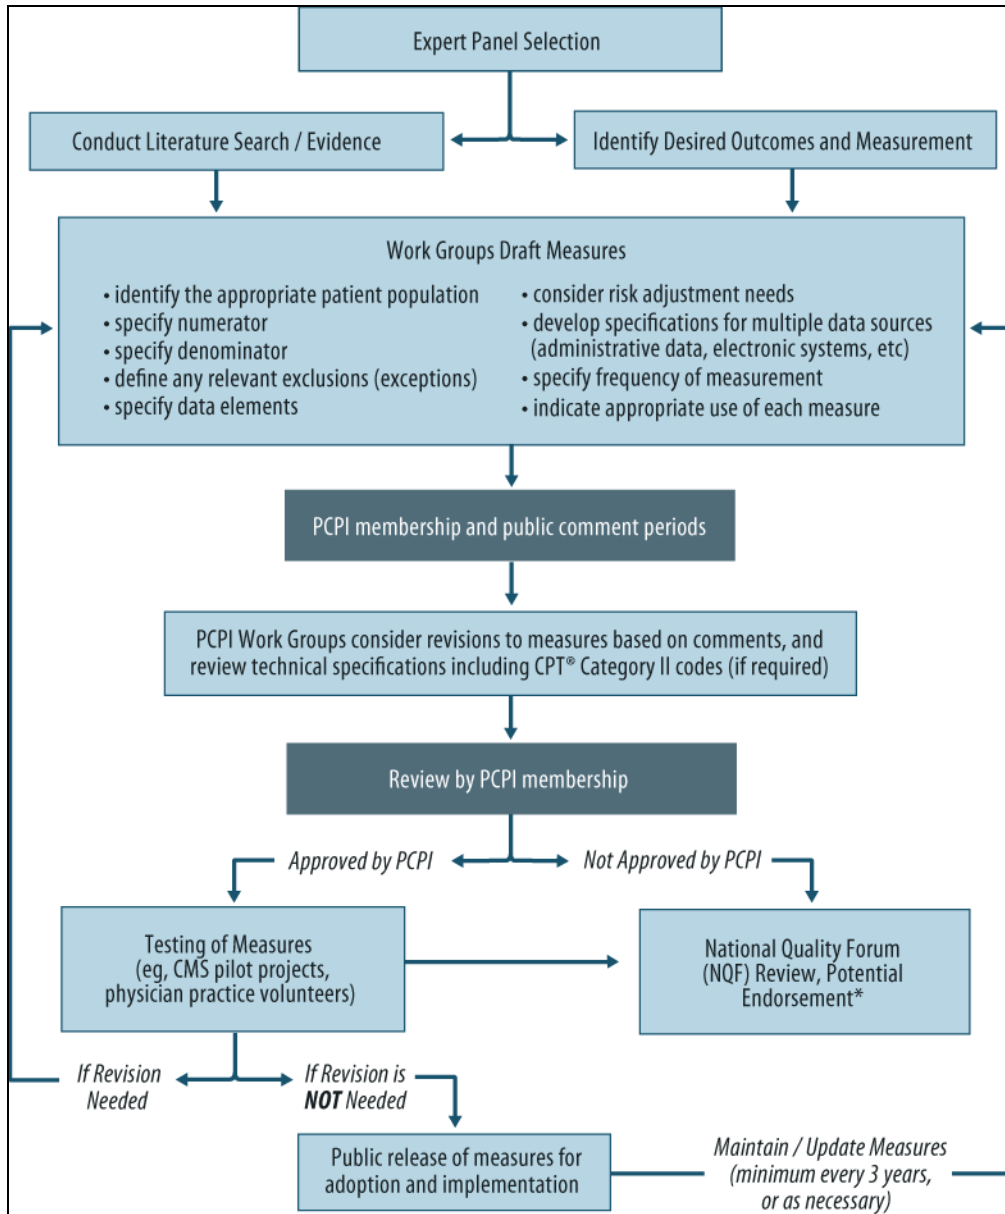 Expert Panel Selection
Conduct Literature Search / Evidence
Identify Desired Outcomes and Measurement
Work Groups Draft Measures
• identify the appropriate patient population
• specify numerator
• specify denominator
• define any relevant exclusions (exceptions)
• specify data elements
• consider risk adjustment needs
• develop specifications for multiple data sources
(administrative data, electronic systems, etc)
• specify frequency of measurement
• indicate appropriate use of each measure
PCPI membership and public comment periods
PCPI Work Groups consider revisions to measures based on comments, and
review technical specifications including CPT® Category II codes (if required)
Review by PCPI membership
Approved by PCPI
Not Approved by PCPI
Testing of Measures
(eg, CMS pilot projects,
physician practice volunteers)
National Quality Forum
(NQF) Review, Potential
Endorsement*
If Revision
Needed
If Revision is
NOT Needed
Public release of measures for
adoption and implementation
Maintain / Update Measures
(minimum every 3 years,
or as necessary)